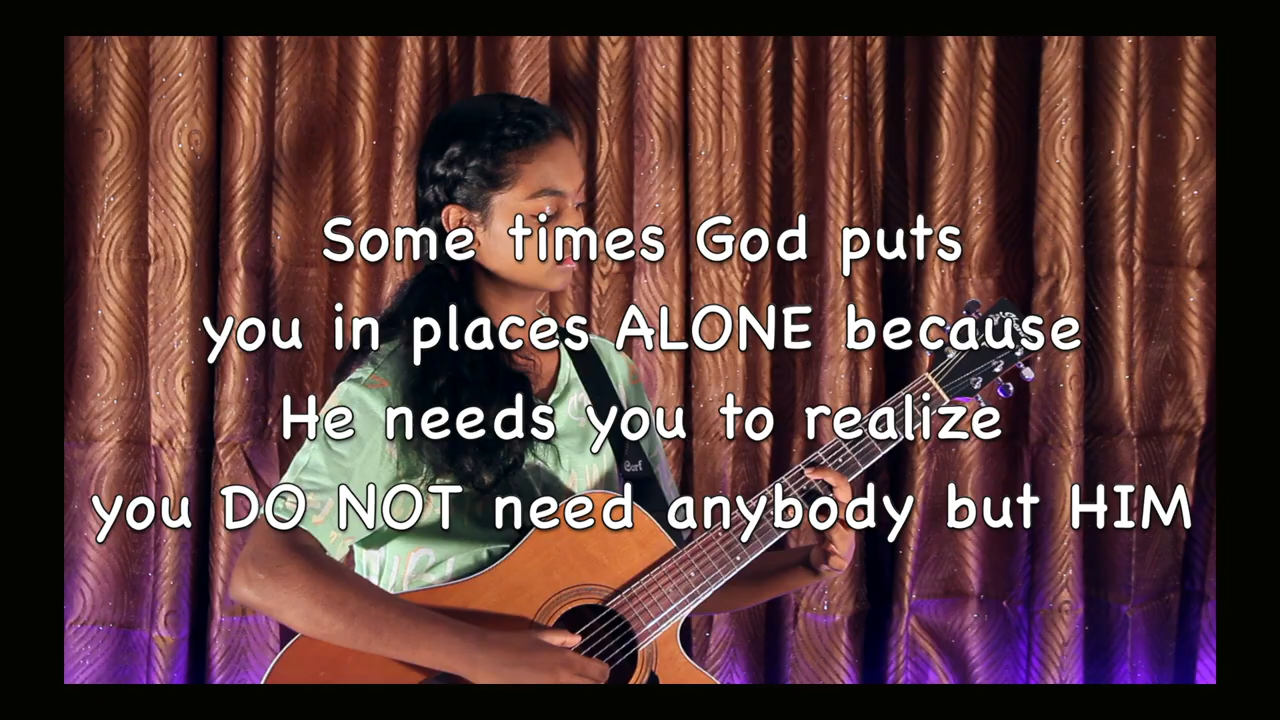 Some times God puts
you in places ALONE because
He needs you to realize
you DO NOT need anybody but HIM
Cort